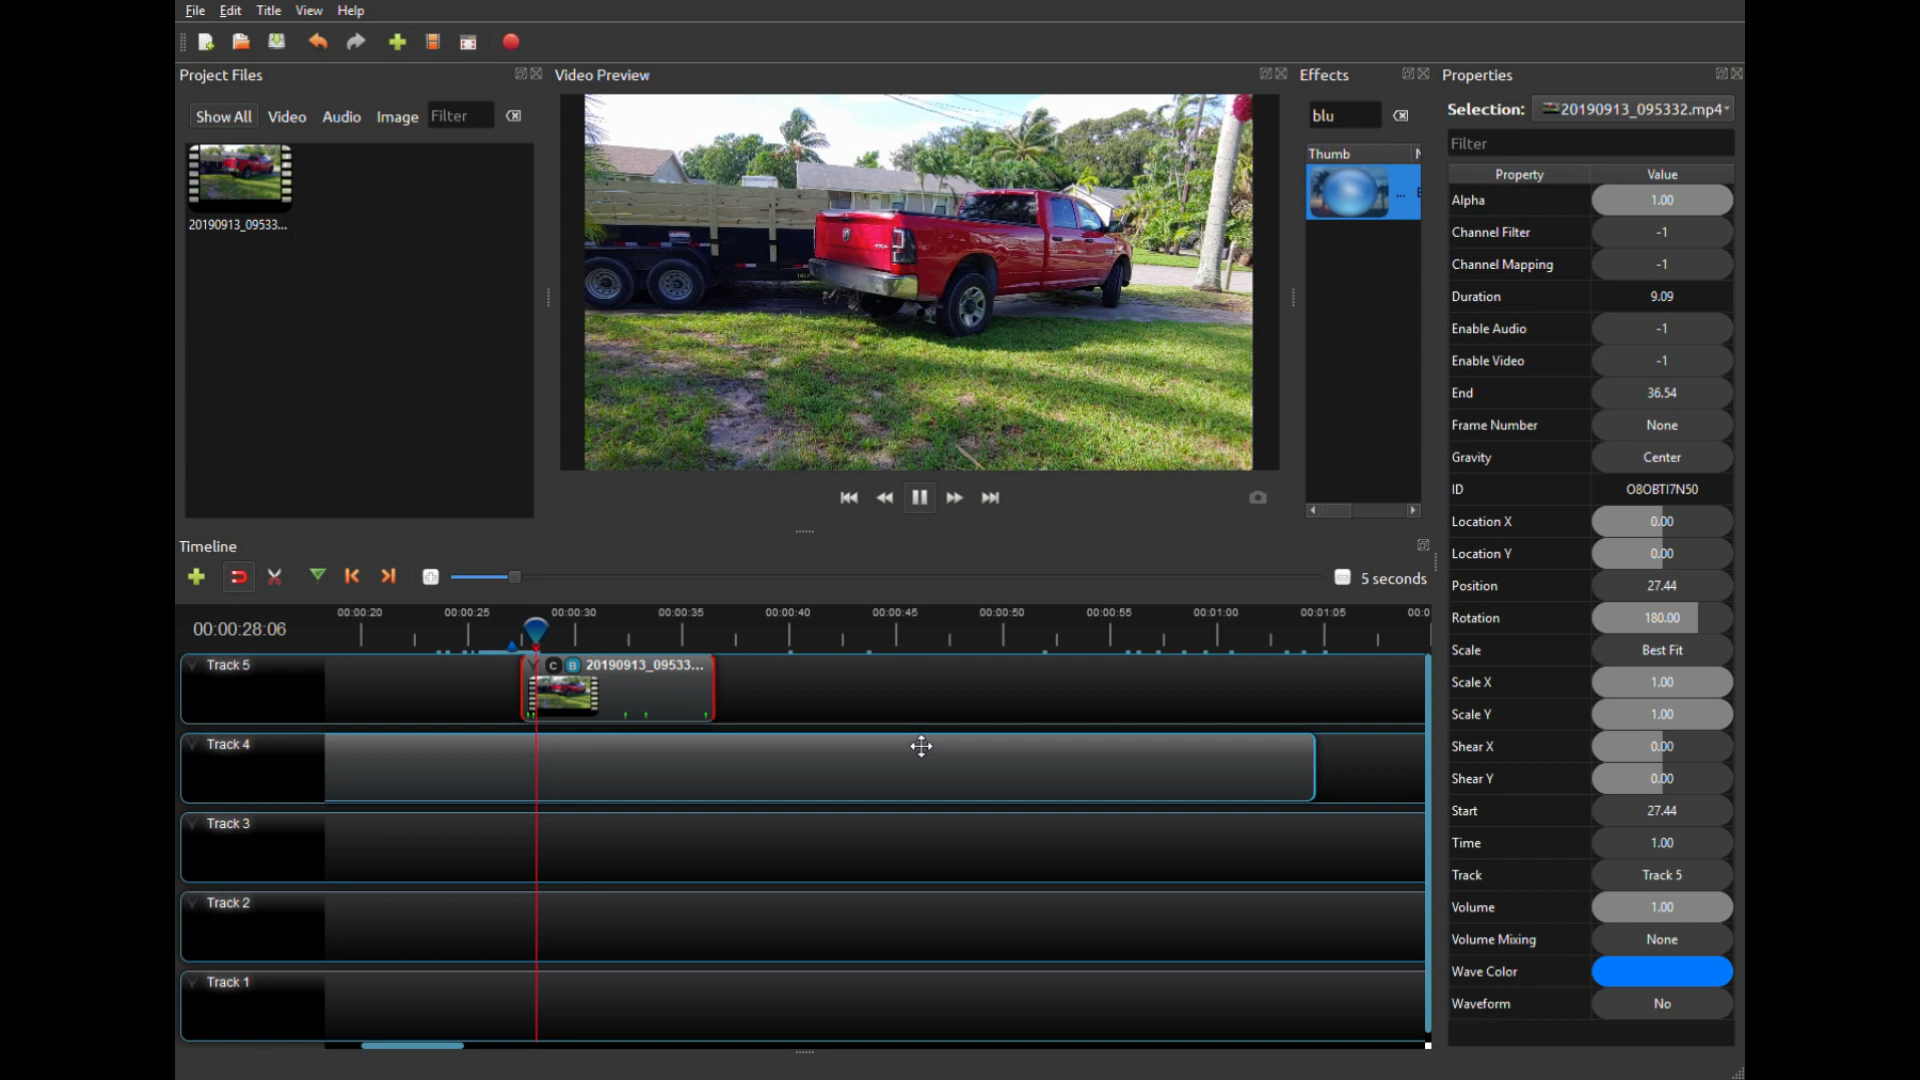 File Edit Title View Help
Project Files
Video Preview
Effects
Properties
Show All Video Audio Image Filter
blu
Selection: 20190913_095332.mp4
Filter
Thumb
Property Value
Alpha 1.00
Channel Filter -1
Channel Mapping -1
Duration 9.09
Enable Audio -1
Enable Video -1
End 36.54
Frame Number None
Gravity Center
ID O8OBTI7N50
Location X 0.00
Location Y 0.00
Position 27.44
Rotation 180.00
Scale Best Fit
Scale X 1.00
Scale Y 1.00
Shear X 0.00
Shear Y 0.00
Start 27.44
Time 1.00
Track Track 5
Volume 1.00
Volume Mixing None
Wave Color
Waveform No
20190913_09533...
Timeline
5 seconds
00:00:28:06
00:00:20 00:00:25 00:00:30 00:00:35 00:00:40 00:00:45 00:00:50 00:00:55 00:01:00 00:01:05 00:0
Track 5
C B 20190913_09533...
Track 4
Track 3
Track 2
Track 1